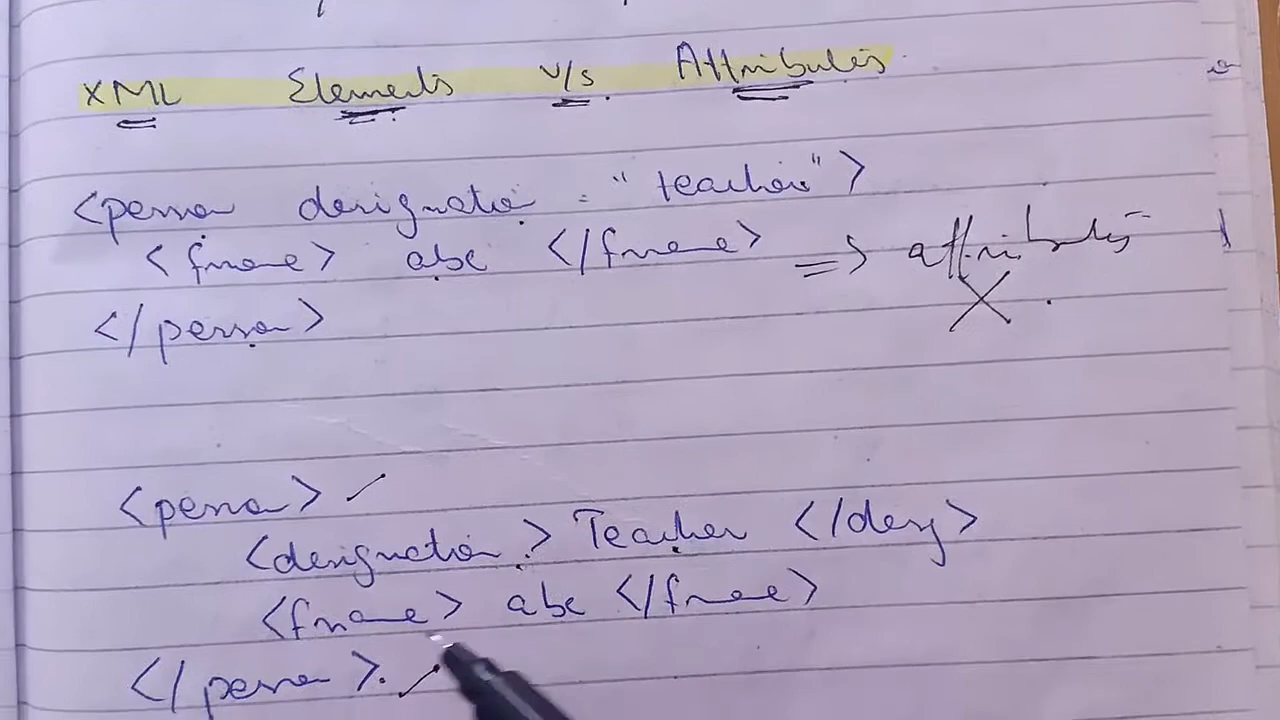 XML Elements v/s Attributes
<person designation = "teacher">
<fname> abc </fname> => attributes
</person>
<person> ✓
<designation> Teacher </desg>
<fname> abc </fname>
</person>. ✓